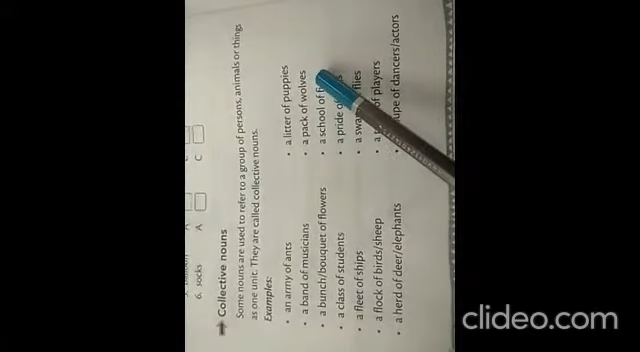 6. socks A C
Collective nouns
Some nouns are used to refer to a group of persons, animals or things
as one unit. They are called collective nouns.
Examples:
• an army of ants
• a band of musicians
• a bunch/bouquet of flowers
• a class of students
• a fleet of ships
• a flock of birds/sheep
• a herd of deer/elephants
• a litter of puppies
• a pack of wolves
• a school of
• a pride
• a
• a of players
of dancers/actors
clideo.com